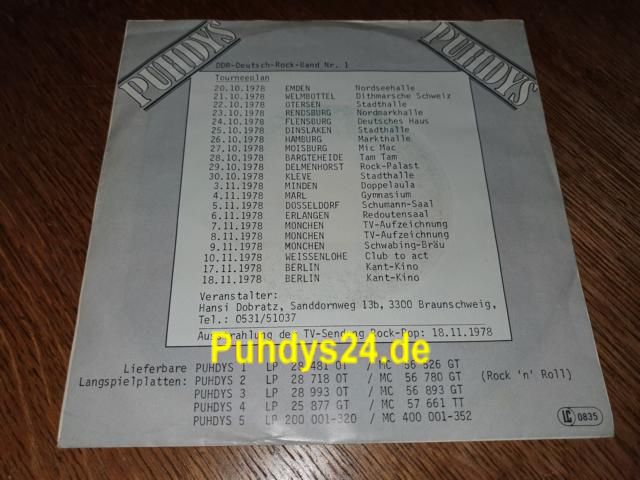 PUHDYS
PUHDYS
DDR-Deutsch-Rock-Band Nr. 1
Tourneeplan
20.10.1978 EMDEN Nordseehalle
21.10.1978 WELMBÜTTEL Dithmarsche Schweiz
22.10.1978 OTERSEN Stadthalle
23.10.1978 RENDSBURG Nordmarkhalle
24.10.1978 FLENSBURG Deutsches Haus
25.10.1978 DINSLAKEN Stadthalle
26.10.1978 HAMBURG Markthalle
27.10.1978 MOISBURG Mic Mac
28.10.1978 BARGTEHEIDE Tam Tam
29.10.1978 DELMENHORST Rock-Palast
30.10.1978 KLEVE Stadthalle
3.11.1978 MINDEN Doppelaula
4.11.1978 MARL Gymnasium
5.11.1978 DÜSSELDORF Schumann-Saal
6.11.1978 ERLANGEN Redoutensaal
7.11.1978 MÜNCHEN TV-Aufzeichnung
8.11.1978 MÜNCHEN TV-Aufzeichnung
9.11.1978 MÜNCHEN Schwabing-Bräu
10.11.1978 WEISSENLOHE Club to act
17.11.1978 BERLIN Kant-Kino
18.11.1978 BERLIN Kant-Kino
Veranstalter:
Hansi Dobratz, Sanddornweg 13b, 3300 Braunschweig,
Tel.: 0531/51037
Ausstrahlung der TV-Sendung Rock-Pop: 18.11.1978
Puhdys24.de
Lieferbare PUHDYS 1 LP 28 481 OT / MC 56 526 GT
Langspielplatten: PUHDYS 2 LP 28 718 OT / MC 56 780 GT (Rock 'n' Roll)
PUHDYS 3 LP 28 993 OT / MC 56 893 GT
PUHDYS 4 LP 25 877 GT / MC 57 661 TT
PUHDYS 5 LP 200 001-320 / MC 400 001-352
LC 0835